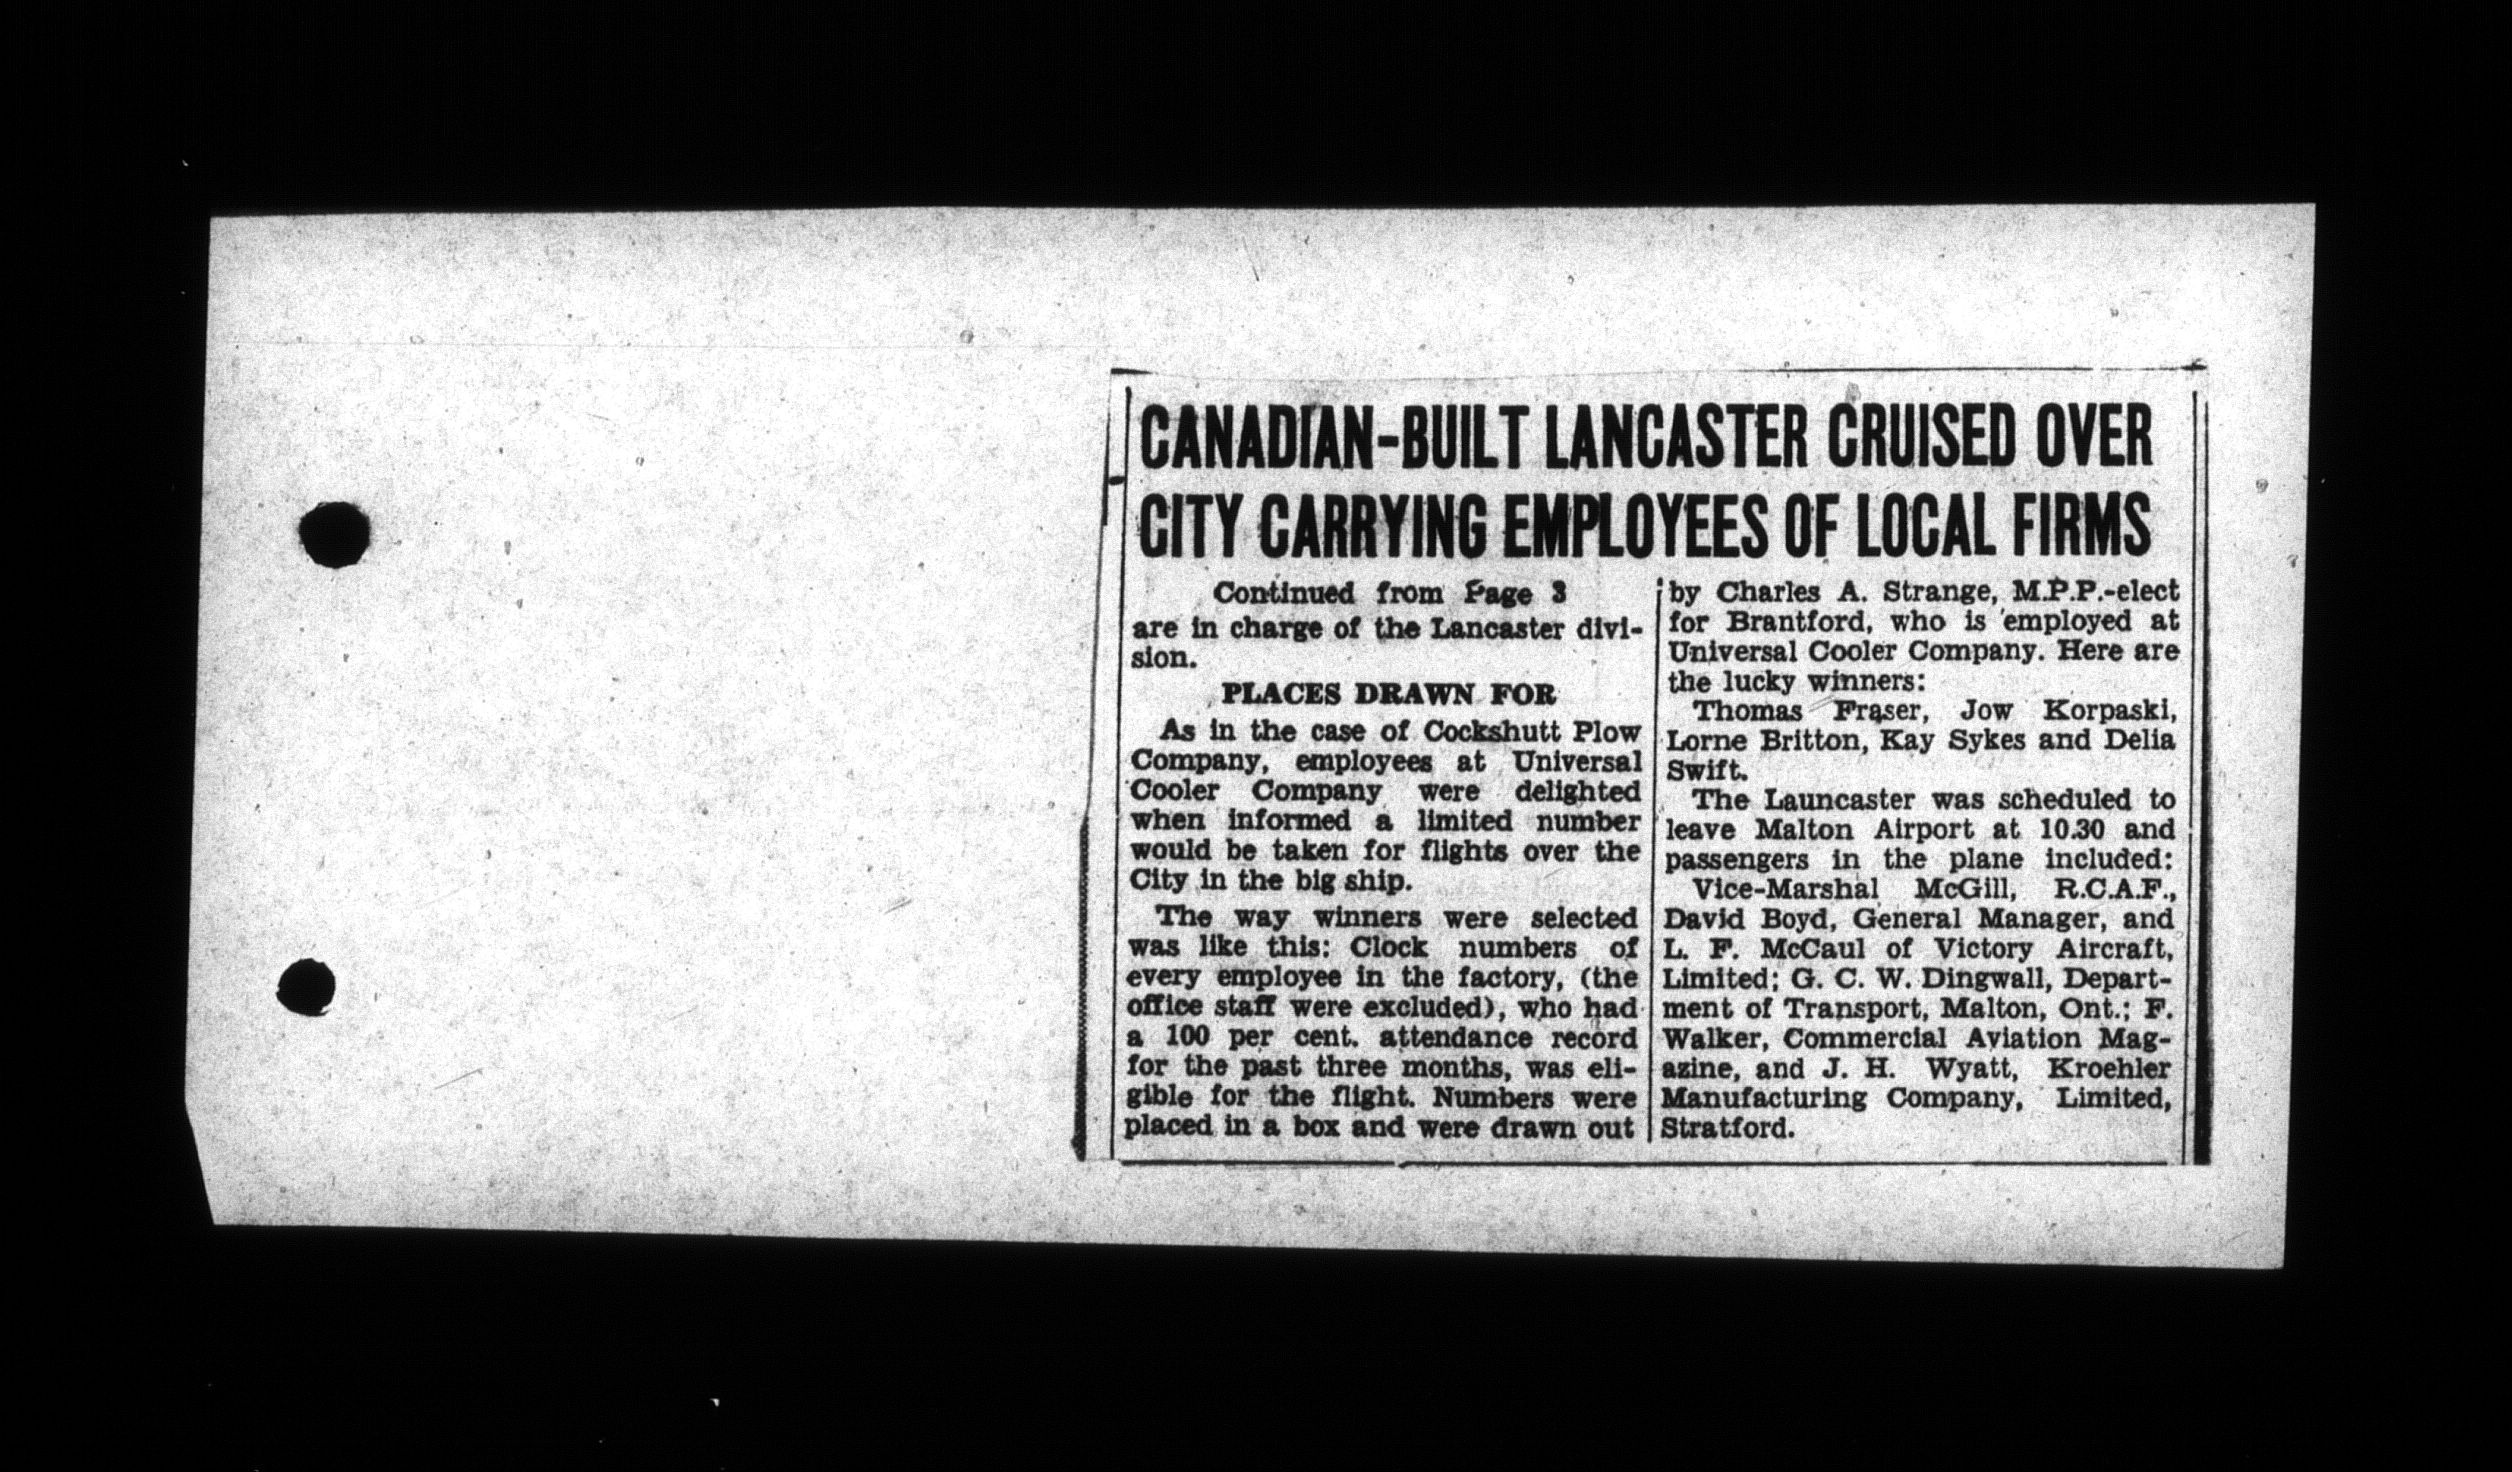 CANADIAN-BUILT LANCASTER CRUISED OVER
CITY CARRYING EMPLOYEES OF LOCAL FIRMS
Continued from Page 3
are in charge of the Lancaster divi-
sion.
PLACES DRAWN FOR
As in the case of Cockshutt Plow
Company, employees at Universal
Cooler Company were delighted
when informed a limited number
would be taken for flights over the
City in the big ship.
The way winners were selected
was like this: Clock numbers of
every employee in the factory, (the
office staff were excluded), who had
a 100 per cent. attendance record
for the past three months, was eli-
gible for the flight. Numbers were
placed in a box and were drawn out
by Charles A. Strange, M.P.P.-elect
for Brantford, who is employed at
Universal Cooler Company. Here are
the lucky winners:
Thomas Fraser, Jow Korpaski,
Lorne Britton, Kay Sykes and Delia
Swift.
The Launcaster was scheduled to
leave Malton Airport at 10.30 and
passengers in the plane included:
Vice-Marshal McGill, R.C.A.F.,
David Boyd, General Manager, and
L. F. McCaul of Victory Aircraft,
Limited; G. C. W. Dingwall, Depart-
ment of Transport, Malton, Ont.; F.
Walker, Commercial Aviation Mag-
azine, and J. H. Wyatt, Kroehler
Manufacturing Company, Limited,
Stratford.